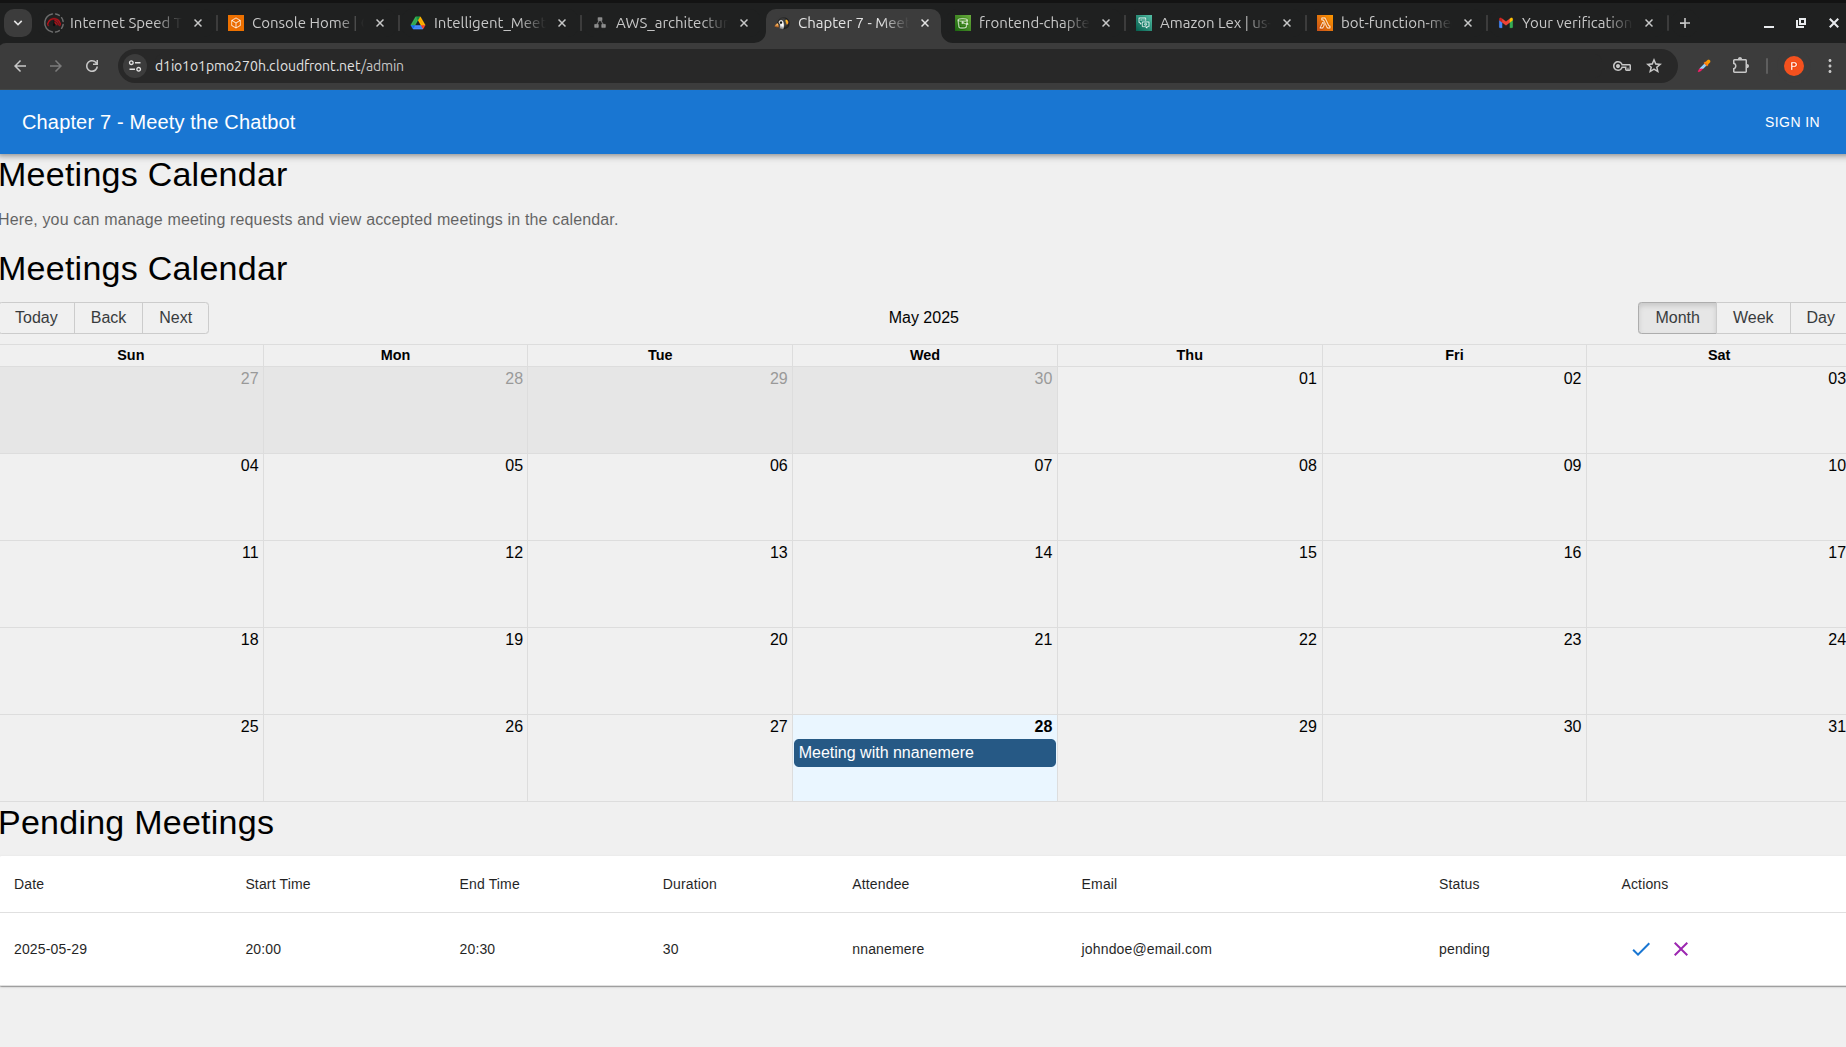 Internet Speed T
Console Home |
Intelligent_Mee
AWS_architectu
Chapter 7 - Mee
frontend-chapte
Amazon Lex | us
bot-function-me
Your verification
d1io1o1pmo270h.cloudfront.net/admin
P
Chapter 7 - Meety the Chatbot
SIGN IN
Meetings Calendar
Here, you can manage meeting requests and view accepted meetings in the calendar.
Meetings Calendar
Today Back Next
May 2025
Month Week Day
Sun Mon Tue Wed Thu Fri Sat
27 28 29 30 01 02 03
04 05 06 07 08 09 10
11 12 13 14 15 16 17
18 19 20 21 22 23 24
25 26 27 28 29 30 31
Meeting with nnanemere
Pending Meetings
Date Start Time End Time Duration Attendee Email Status Actions
2025-05-29 20:00 20:30 30 nnanemere johndoe@email.com pending